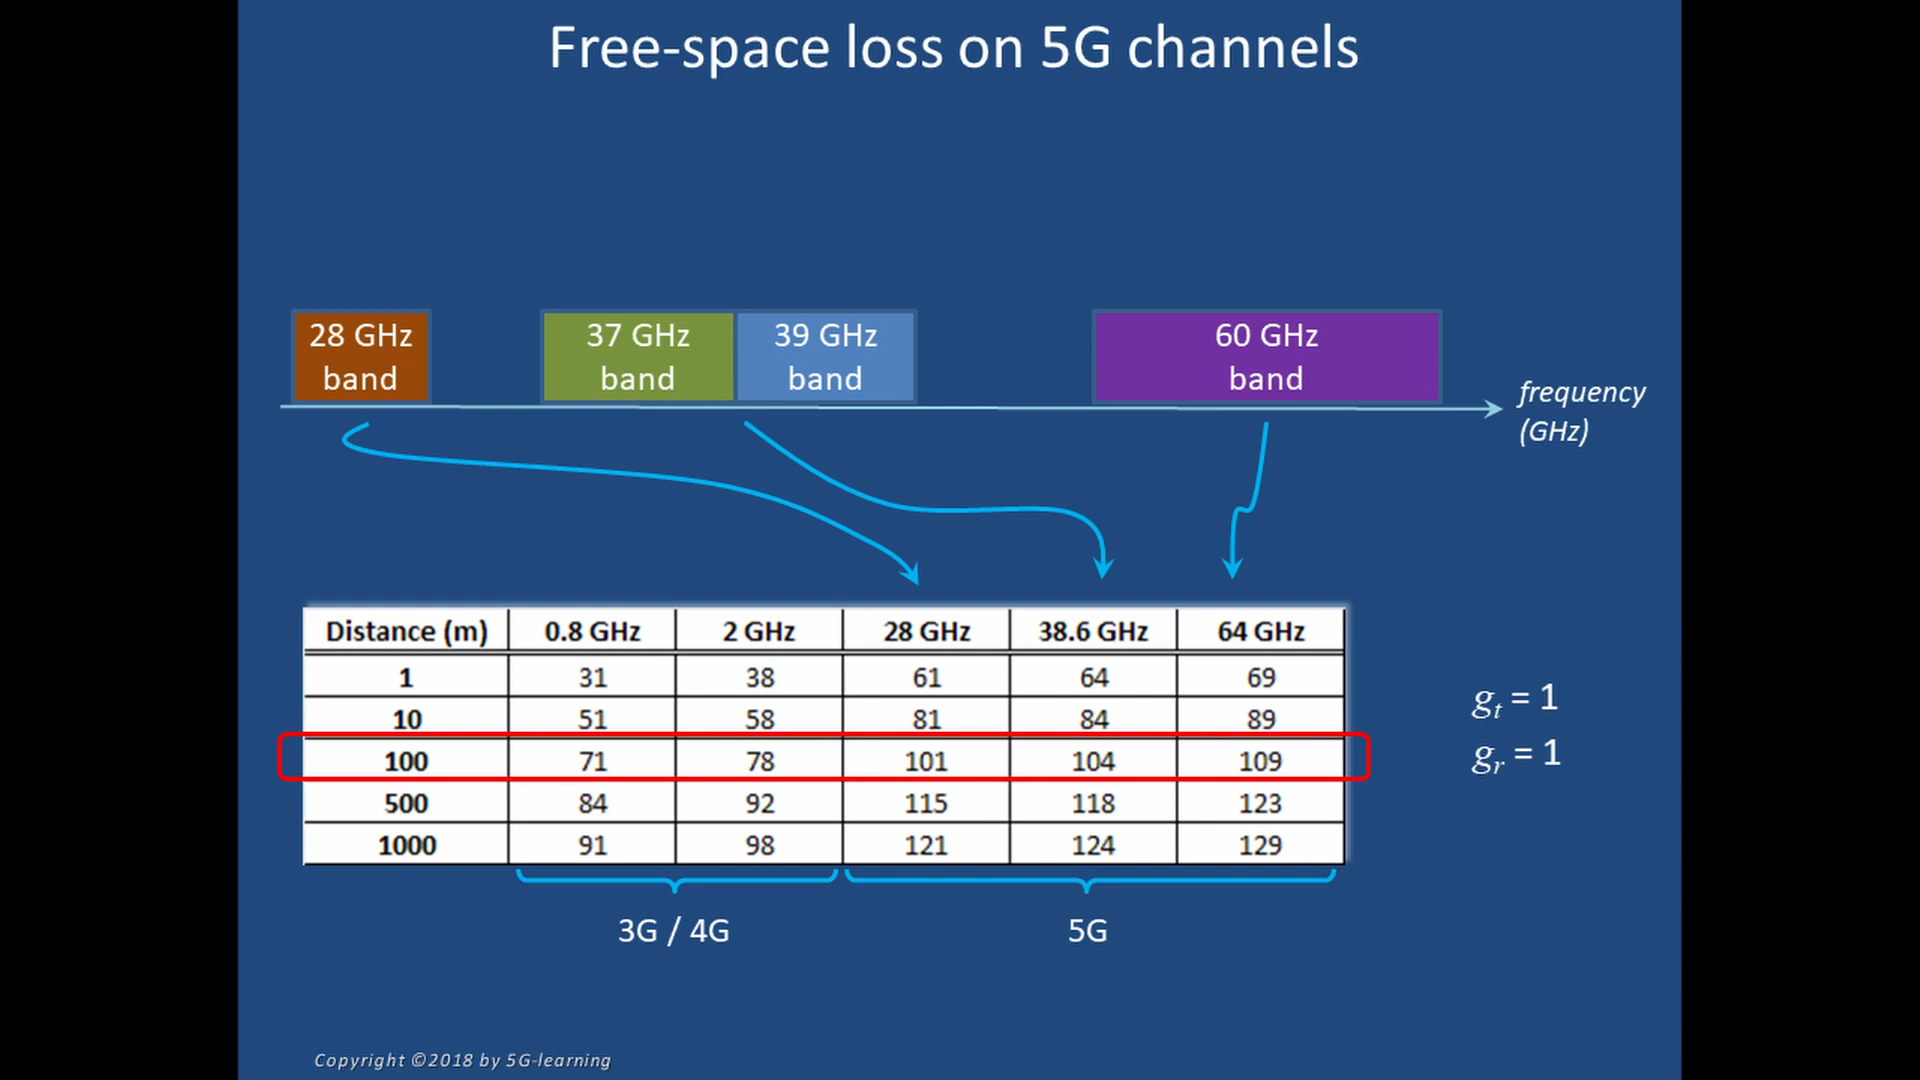 Free-space loss on 5G channels
28 GHz
band
37 GHz
band
39 GHz
band
60 GHz
band
frequency
(GHz)
Distance (m) 0.8 GHz 2 GHz 28 GHz 38.6 GHz 64 GHz
1 31 38 61 64 69
10 51 58 81 84 89
100 71 78 101 104 109
500 84 92 115 118 123
1000 91 98 121 124 129
gt = 1
gr = 1
3G / 4G
5G
Copyright ©2018 by 5G-learning